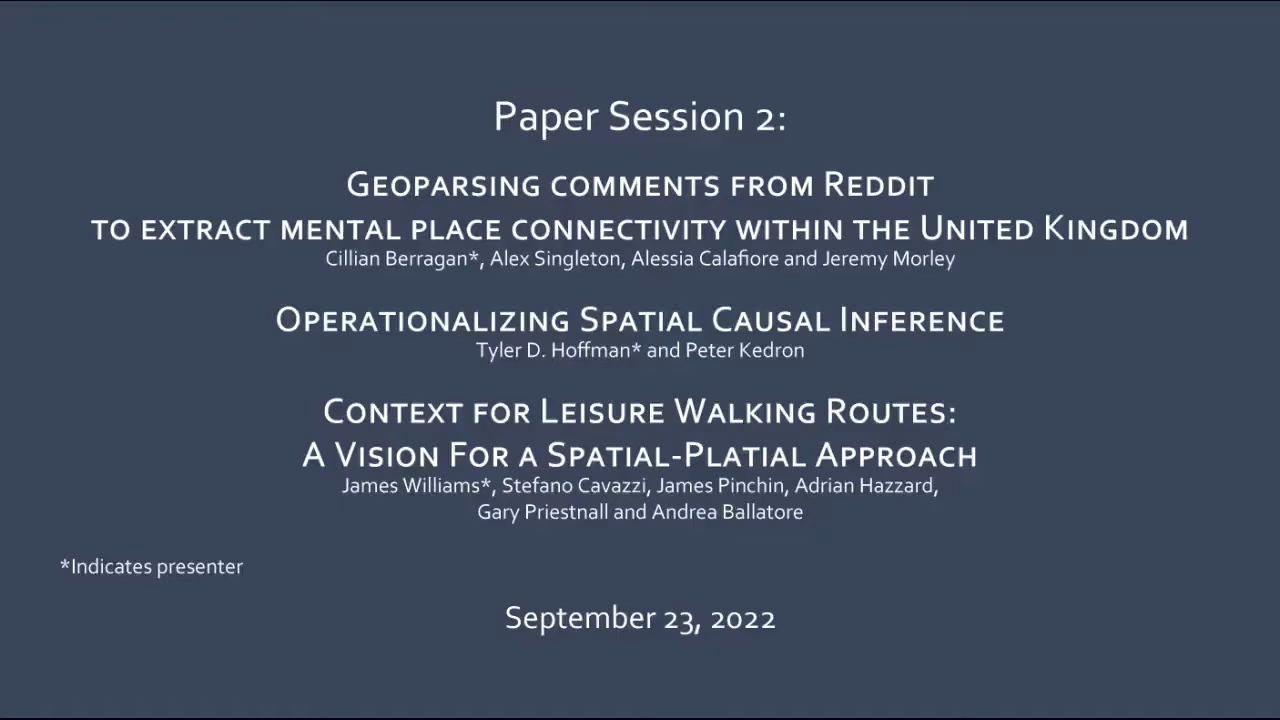 Paper Session 2:
Geoparsing comments from Reddit
to extract mental place connectivity within the United Kingdom
Cillian Berragan*, Alex Singleton, Alessia Calafiore and Jeremy Morley
Operationalizing Spatial Causal Inference
Tyler D. Hoffman* and Peter Kedron
Context for Leisure Walking Routes:
A Vision For a Spatial-Platial Approach
James Williams*, Stefano Cavazzi, James Pinchin, Adrian Hazzard,
Gary Priestnall and Andrea Ballatore
*Indicates presenter
September 23, 2022